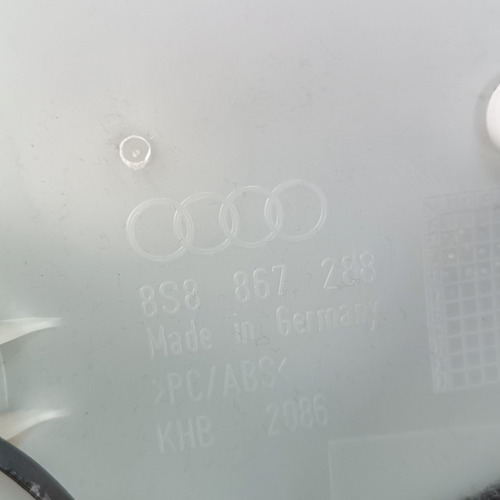 8S8 867 288
Made in Germany
>PC/ABS<
KHB 2086